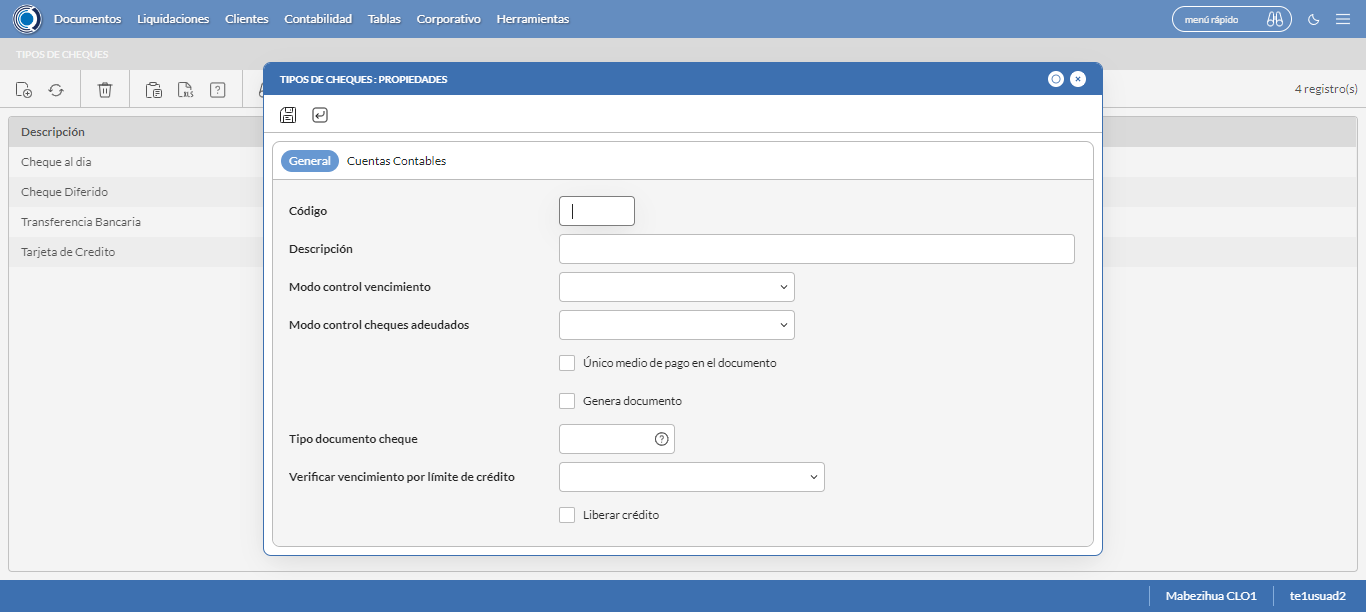 Documentos Liquidaciones Clientes Contabilidad Tablas Corporativo Herramientas menú rápido
TIPOS DE CHEQUES
TIPOS DE CHEQUES : PROPIEDADES
XLS ? 4 registro(s)
Descripción
Cheque al dia
Cheque Diferido
Transferencia Bancaria
Tarjeta de Credito
General Cuentas Contables
Código
Descripción
Modo control vencimiento
Modo control cheques adeudados
Único medio de pago en el documento
Genera documento
Tipo documento cheque ?
Verificar vencimiento por límite de crédito
Liberar crédito
Mabezihua CLO1 te1usuad2